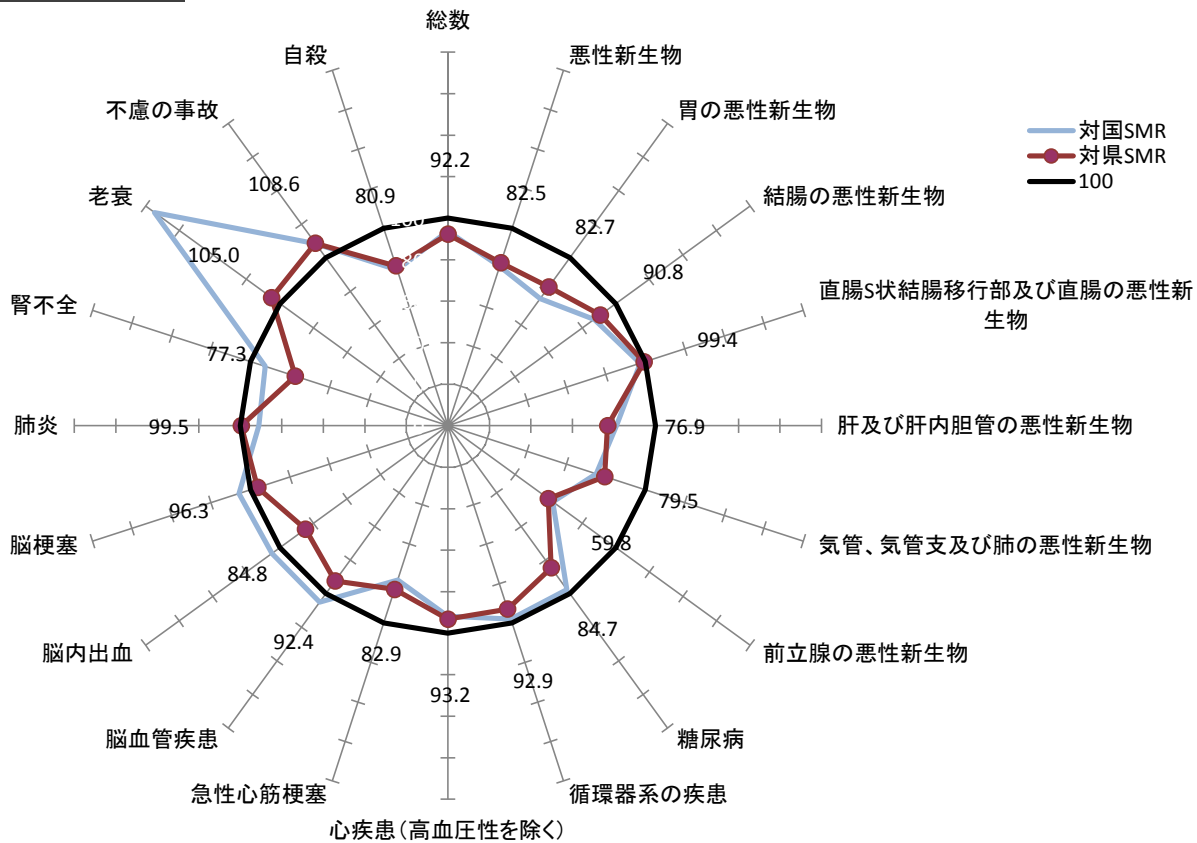 総数
自殺
悪性新生物
不慮の事故
胃の悪性新生物
対国SMR
対県SMR
100
92.2
108.6
80.9
82.5
老衰
結腸の悪性新生物
82.7
100
105.0
80
90.8
直腸S状結腸移行部及び直腸の悪性新
生物
腎不全
77.3
99.4
肺炎
99.5
76.9
肝及び肝内胆管の悪性新生物
96.3
79.5
脳梗塞
59.8
気管、気管支及び肺の悪性新生物
84.8
脳内出血
92.4
84.7
前立腺の悪性新生物
82.9
93.2
92.9
脳血管疾患
糖尿病
急性心筋梗塞
循環器系の疾患
心疾患（高血圧性を除く）